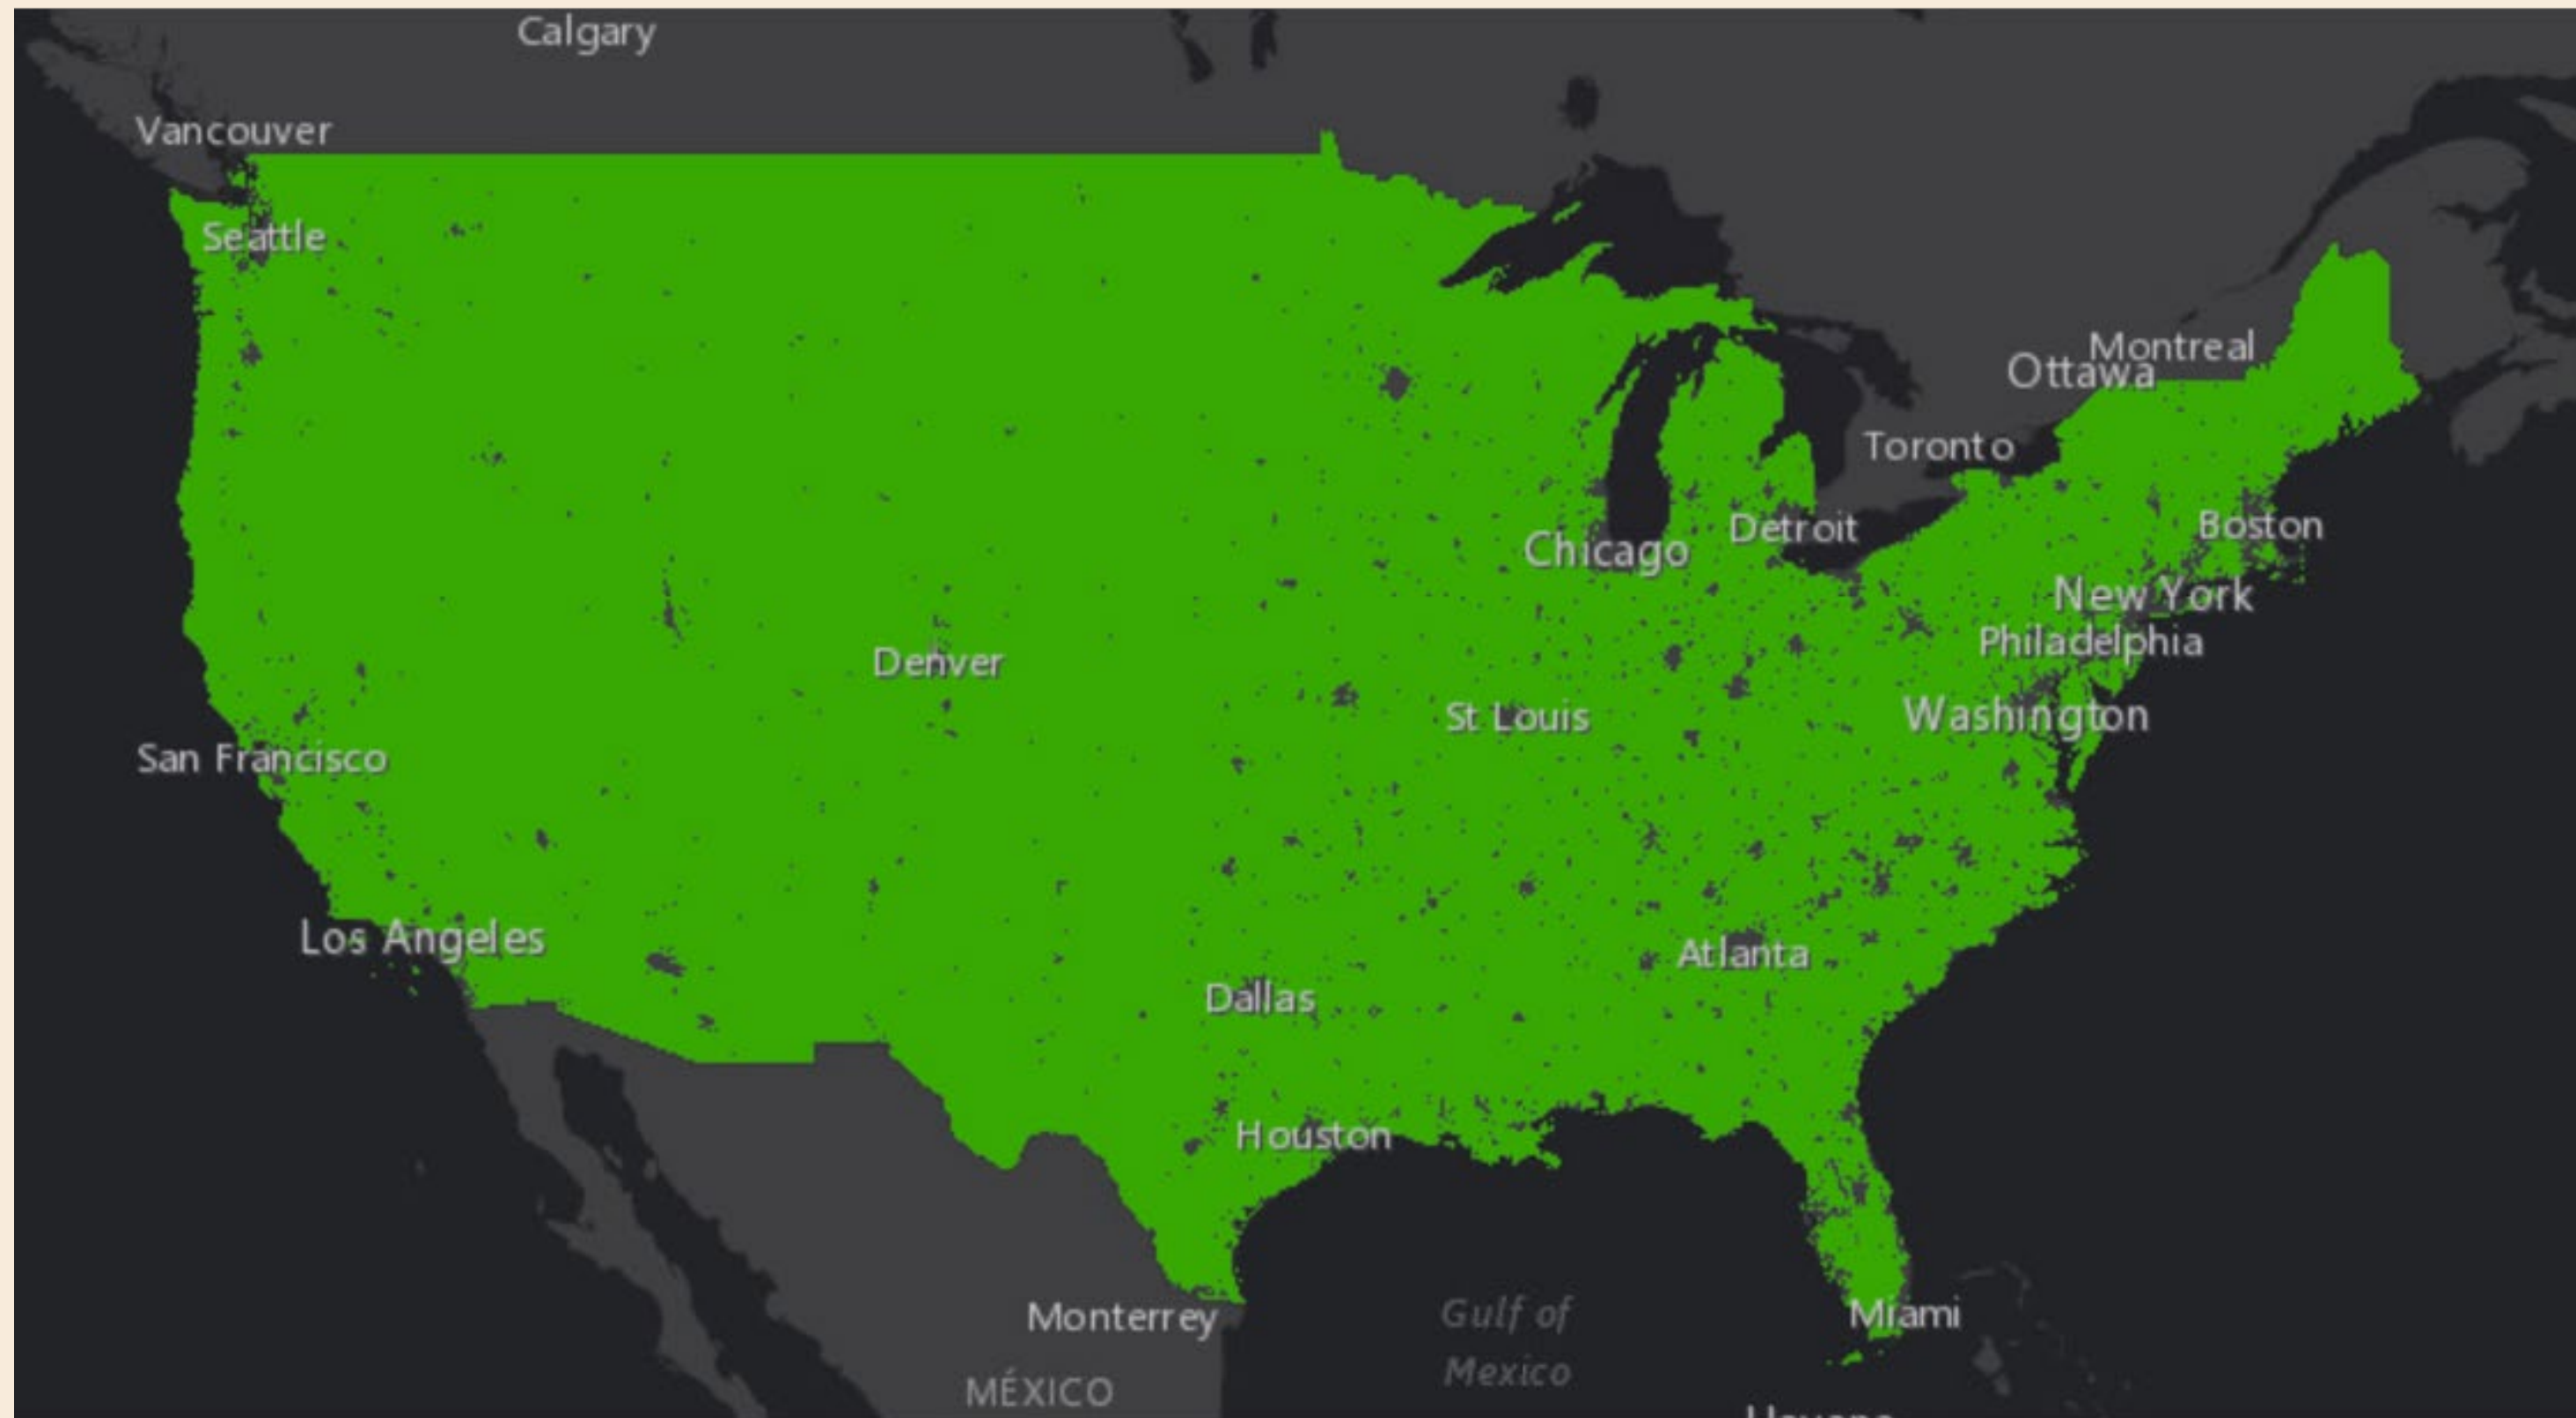 Calgary
Vancouver
Seattle
Montreal
Ottawa
Toronto
Boston
Detroit
Chicago
New York
Philadelphia
Denver
St Louis
Washington
San Francisco
Los Angeles
Atlanta
Dallas
Houston
Gulf of
Mexico
Miami
Monterrey
MÉXICO